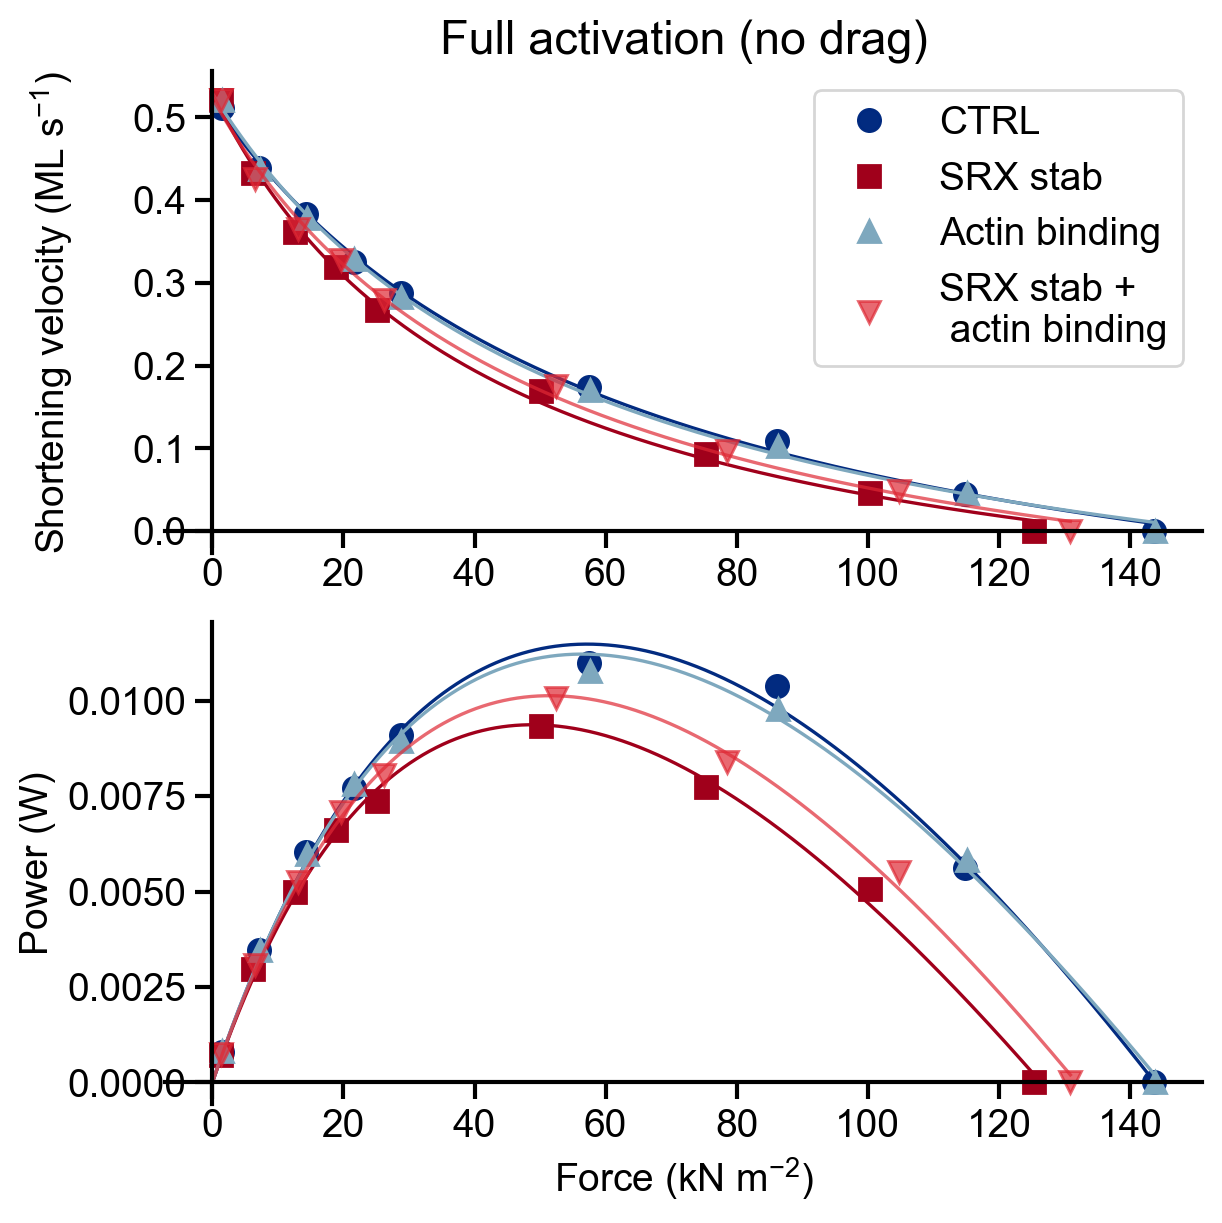 Full activation (no drag)
Shortening velocity (ML s⁻¹)
0.5
0.4
0.3
0.2
0.1
0.0
0 20 40 60 80 100 120 140
CTRL
SRX stab
Actin binding
SRX stab +
actin binding
Power (W)
0.0100
0.0075
0.0050
0.0025
0.0000
0 20 40 60 80 100 120 140
Force (kN m⁻²)